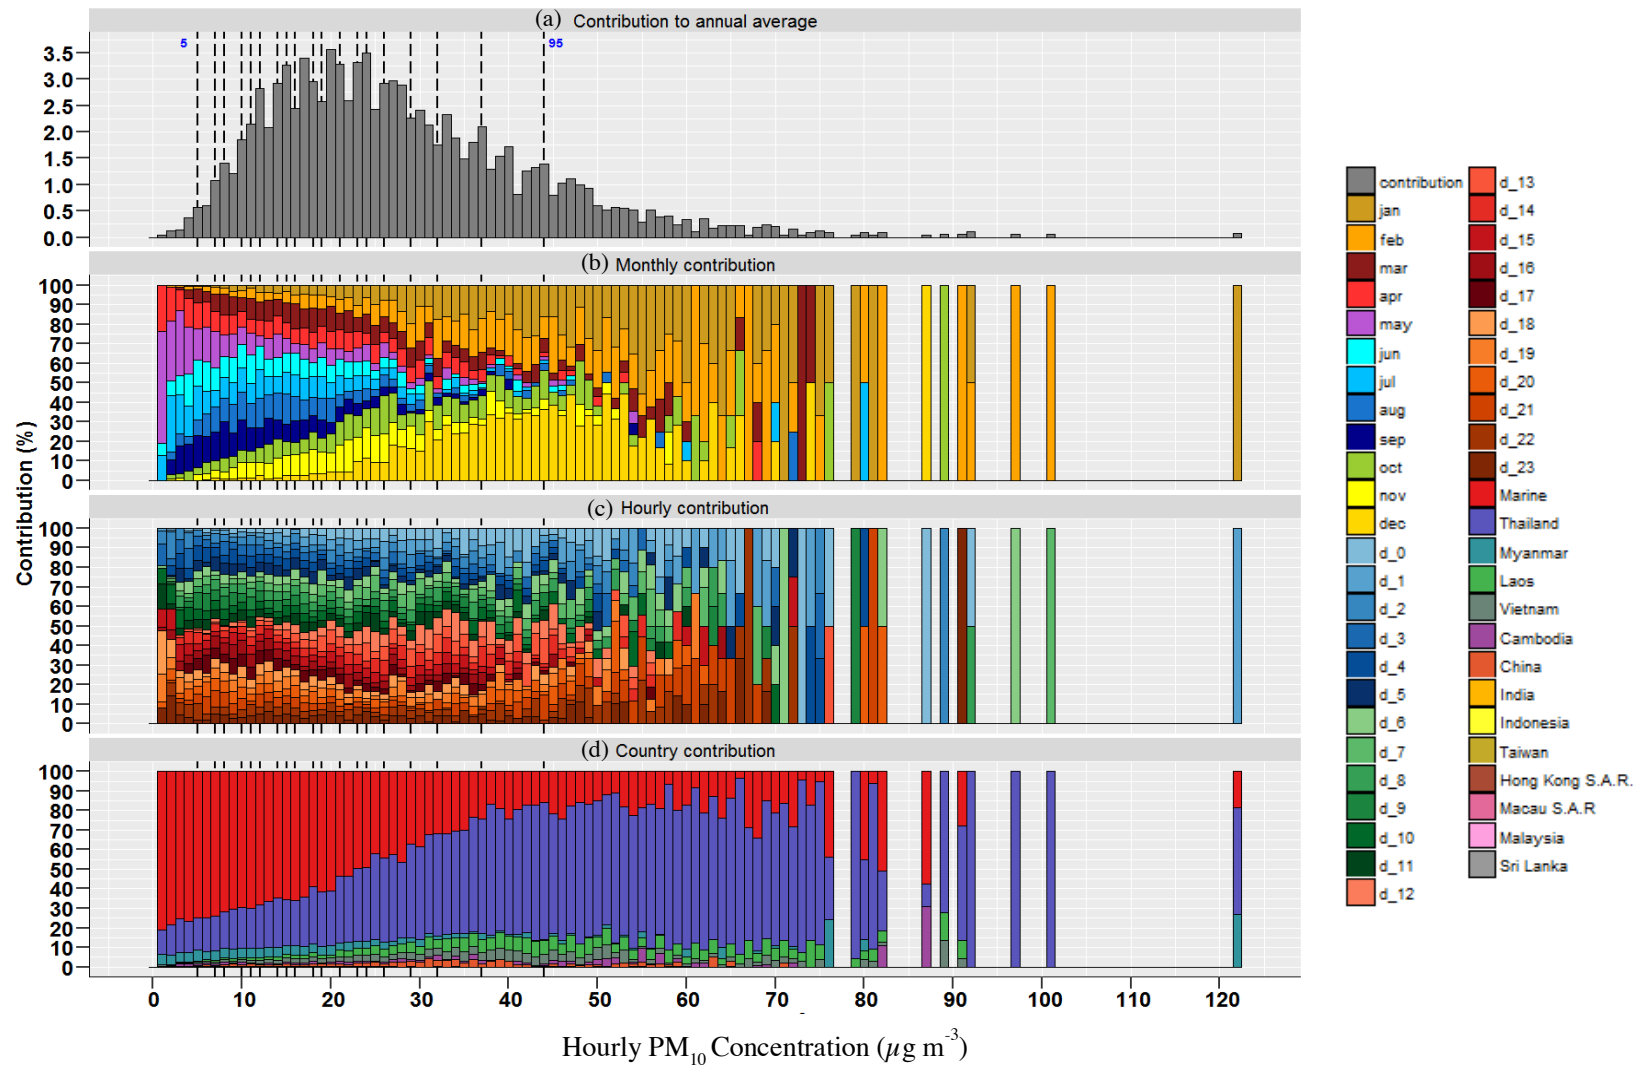 (a) Contribution to annual average
5
95
3.5
3.0
2.5
2.0
1.5
1.0
0.5
0.0
(b) Monthly contribution
100
90
80
70
60
50
40
30
20
10
0
(c) Hourly contribution
100
90
80
70
60
50
40
30
20
10
0
(d) Country contribution
100
90
80
70
60
50
40
30
20
10
0
Contribution (%)
0 10 20 30 40 50 60 70 80 90 100 110 120
Hourly PM10 Concentration (µg m-3)
contribution
jan
feb
mar
apr
may
jun
jul
aug
sep
oct
nov
dec
d_0
d_1
d_2
d_3
d_4
d_5
d_6
d_7
d_8
d_9
d_10
d_11
d_12
d_13
d_14
d_15
d_16
d_17
d_18
d_19
d_20
d_21
d_22
d_23
Marine
Thailand
Myanmar
Laos
Vietnam
Cambodia
China
India
Indonesia
Taiwan
Hong Kong S.A.R.
Macau S.A.R
Malaysia
Sri Lanka